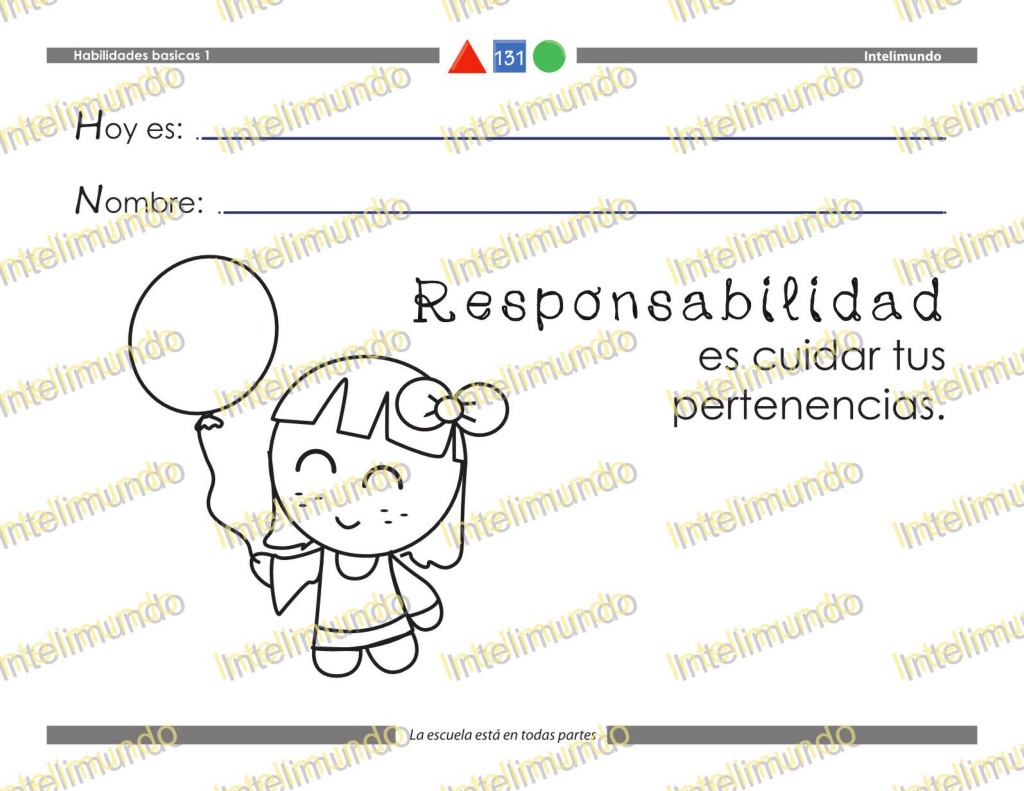 Habilidades basicas 1
131
Intelimundo
Hoy es:
Nombre:
Responsabilidad
es cuidar tus
pertenencias.
La escuela está en todas partes